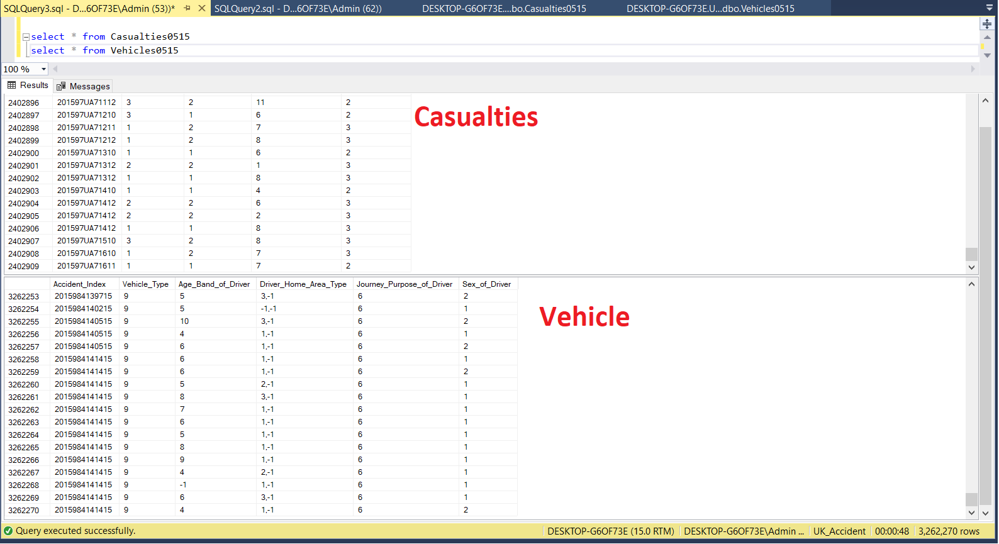 SQLQuery3.sql - D...6OF73E\Admin (53))* SQLQuery2.sql - D...6OF73E\Admin (62)) DESKTOP-G6OF73E....bo.Casualties0515 DESKTOP-G6OF73E.U...dbo.Vehicles0515
select * from Casualties0515
select * from Vehicles0515
100 %
Results Messages
2402896 201597UA71112 3 2 11 2
2402897 201597UA71210 3 1 6 2
2402898 201597UA71211 1 2 7 3
2402899 201597UA71212 1 2 8 3
2402900 201597UA71310 1 1 6 2
2402901 201597UA71312 2 2 1 3
2402902 201597UA71312 1 1 8 3
2402903 201597UA71410 1 1 4 2
2402904 201597UA71412 2 2 6 3
2402905 201597UA71412 2 2 2 3
2402906 201597UA71412 1 1 8 3
2402907 201597UA71510 3 2 8 3
2402908 201597UA71610 1 2 7 3
2402909 201597UA71611 1 1 7 2
Casualties
Accident_Index Vehicle_Type Age_Band_of_Driver Driver_Home_Area_Type Journey_Purpose_of_Driver Sex_of_Driver
3262253 2015984139715 9 5 3,-1 6 2
3262254 2015984140215 9 5 -1,-1 6 1
3262255 2015984140515 9 10 3,-1 6 2
3262256 2015984140515 9 4 1,-1 6 1
3262257 2015984140515 9 6 1,-1 6 2
3262258 2015984141415 9 6 1,-1 6 1
3262259 2015984141415 9 6 1,-1 6 2
3262260 2015984141415 9 5 2,-1 6 1
3262261 2015984141415 9 8 3,-1 6 1
3262262 2015984141415 9 7 1,-1 6 1
3262263 2015984141415 9 6 1,-1 6 1
3262264 2015984141415 9 5 1,-1 6 1
3262265 2015984141415 9 8 1,-1 6 1
3262266 2015984141415 9 9 1,-1 6 1
3262267 2015984141415 9 4 2,-1 6 1
3262268 2015984141415 9 -1 1,-1 6 1
3262269 2015984141415 9 6 3,-1 6 1
3262270 2015984141415 9 4 1,-1 6 2
Vehicle
Query executed successfully. DESKTOP-G6OF73E (15.0 RTM) DESKTOP-G6OF73E\Admin ... UK_Accident 00:00:48 3,262,270 rows